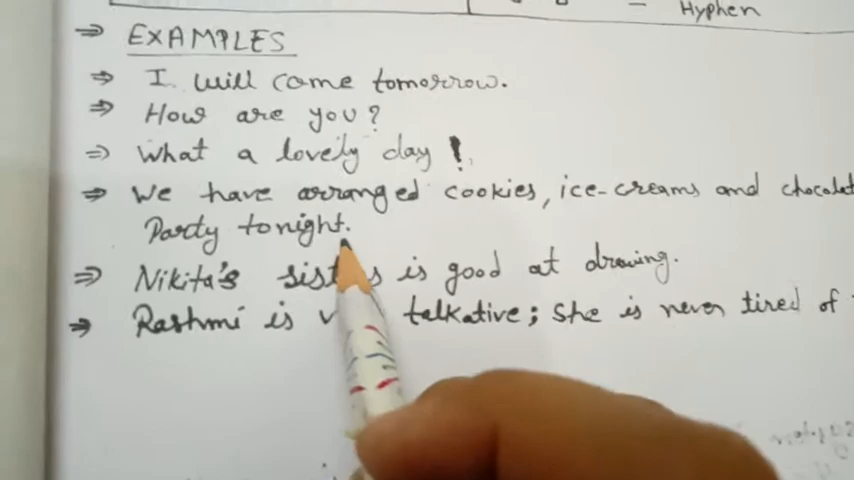 Hyphen
⇒ EXAMPLES
⇒ I will come tomorrow.
⇒ How are you?
⇒ What a lovely day !
⇒ We have arranged cookies, ice-creams and
Party tonight.
⇒ Nikita's is good at drawing.
⇒ Rashmi is talkative; She is never tired of